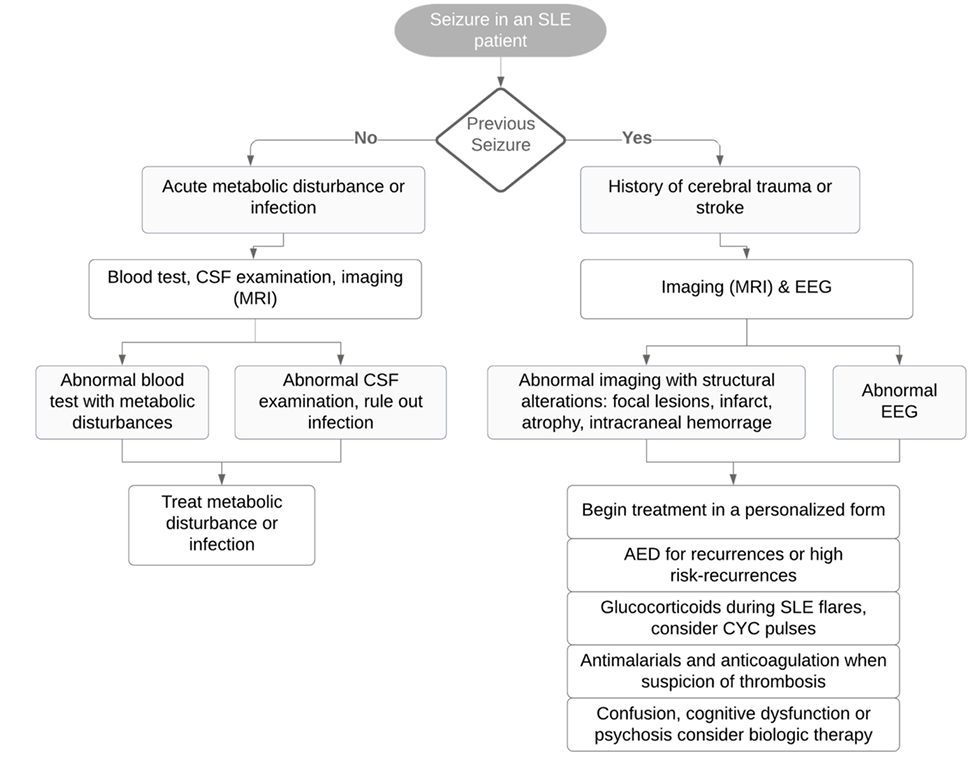 Seizure in an SLE
patient
Previous
Seizure
No
Yes
Acute metabolic disturbance or
infection
History of cerebral trauma or
stroke
Blood test, CSF examination, imaging
(MRI)
Imaging (MRI) & EEG
Abnormal blood
test with metabolic
disturbances
Abnormal CSF
examination, rule out
infection
Abnormal imaging with structural
alterations: focal lesions, infarct,
atrophy, intracraneal hemorrhage
Abnormal
EEG
Treat metabolic
disturbance or
infection
Begin treatment in a personalized form
AED for recurrences or high
risk-recurrences
Glucocorticoids during SLE flares,
consider CYC pulses
Antimalarials and anticoagulation when
suspicion of thrombosis
Confusion, cognitive dysfunction or
psychosis consider biologic therapy